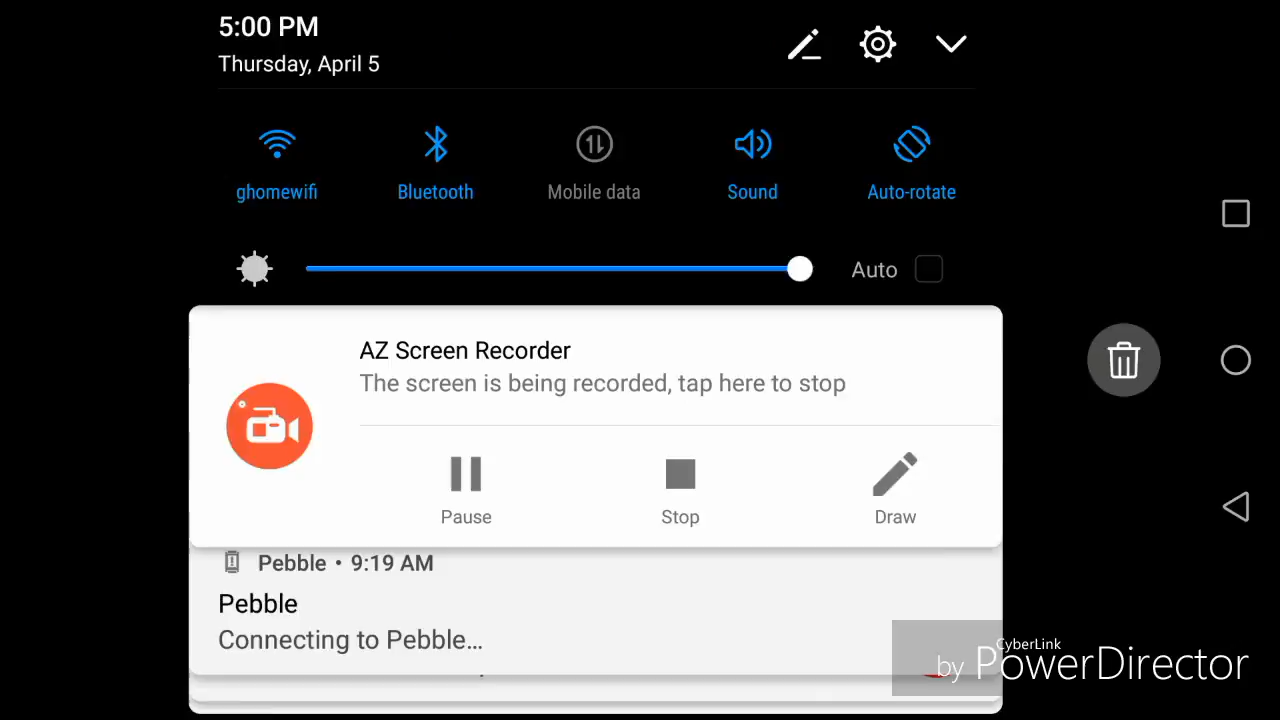 5:00 PM
Thursday, April 5
ghomewifi
Bluetooth
Mobile data
Sound
Auto-rotate
Auto
AZ Screen Recorder
The screen is being recorded, tap here to stop
Pause
Stop
Draw
Pebble • 9:19 AM
Pebble
Connecting to Pebble...
CyberLink
by PowerDirector